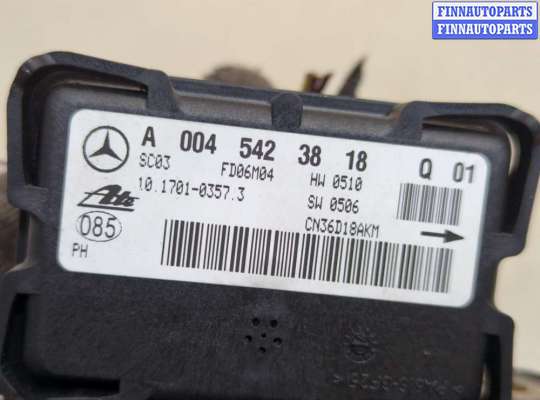 FINNAUTOPARTS
FINNAUTOPARTS
A 004 542 38 18 Q 01
SC03 FD06M04 HW 0510
10.1701-0357.3 SW 0506
Ate CN36D18AKM
085
PH